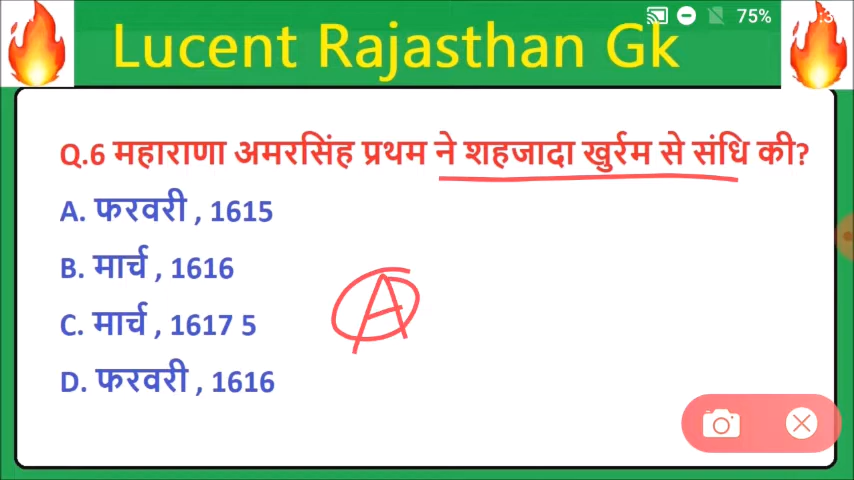 75%
Lucent Rajasthan Gk
Q.6 महाराणा अमरसिंह प्रथम ने शहजादा खुर्रम से संधि की?
A. फरवरी , 1615
B. मार्च , 1616
C. मार्च , 1617 5
D. फरवरी , 1616
A